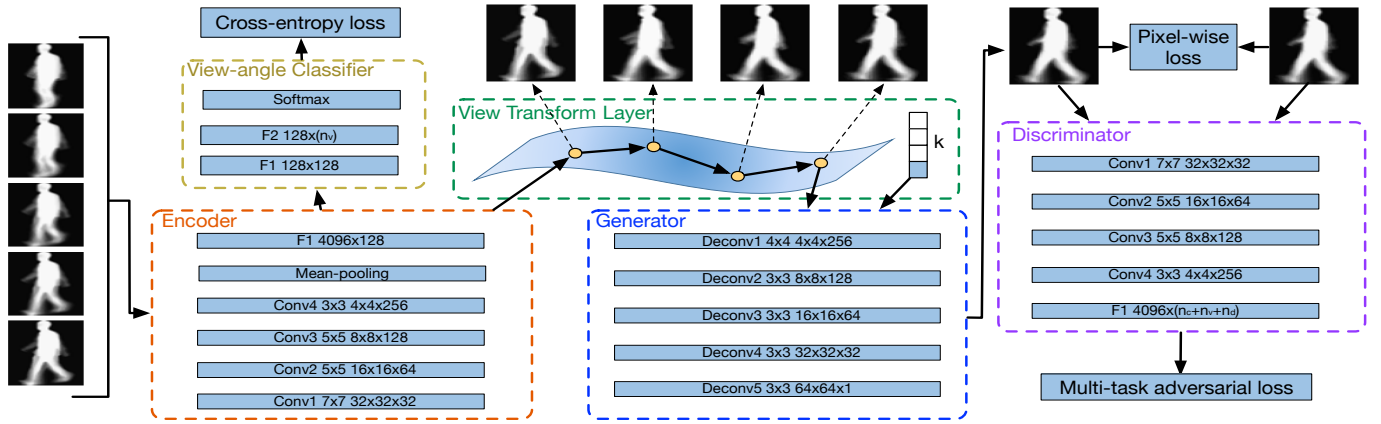 Cross-entropy loss
View-angle Classifier
Softmax
F2 128x(nᵥ)
F1 128x128
Encoder
F1 4096x128
Mean-pooling
Conv4 3x3 4x4x256
Conv3 5x5 8x8x128
Conv2 5x5 16x16x64
Conv1 7x7 32x32x32
View Transform Layer
k
Generator
Deconv1 4x4 4x4x256
Deconv2 3x3 8x8x128
Deconv3 3x3 16x16x64
Deconv4 3x3 32x32x32
Deconv5 3x3 64x64x1
Pixel-wise
loss
Discriminator
Conv1 7x7 32x32x32
Conv2 5x5 16x16x64
Conv3 5x5 8x8x128
Conv4 3x3 4x4x256
F1 4096x(n꜀+nᵥ+n𝒹)
Multi-task adversarial loss